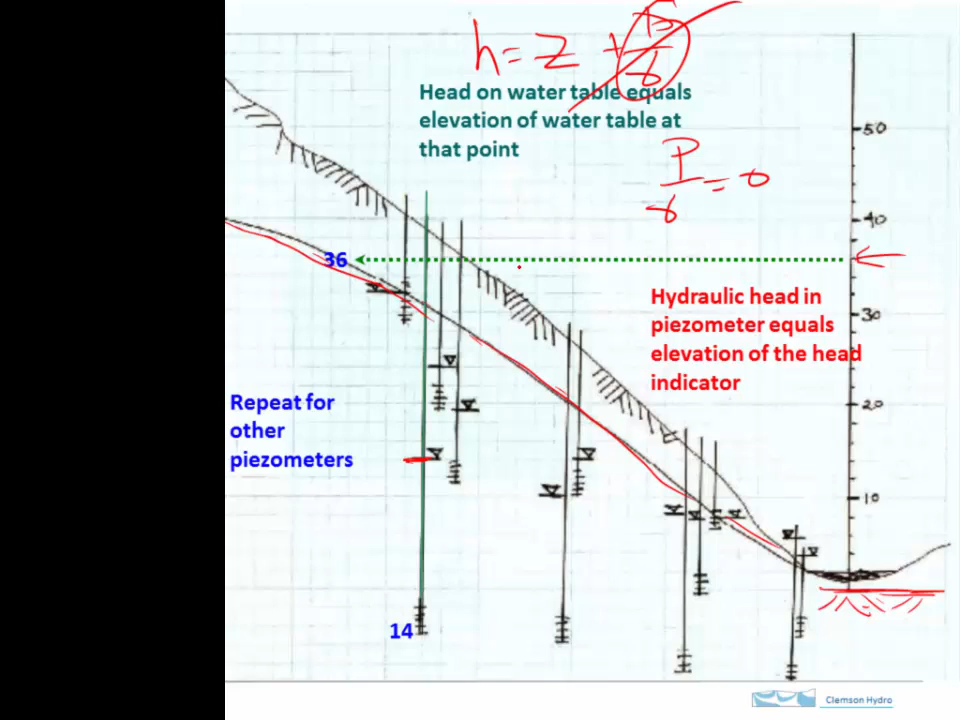 h = z + P/γ
Head on water table equals
elevation of water table at
that point
P/γ = 0
50
40
36
30
Hydraulic head in
piezometer equals
elevation of the head
indicator
20
Repeat for
other
piezometers
10
14
Clemson Hydro